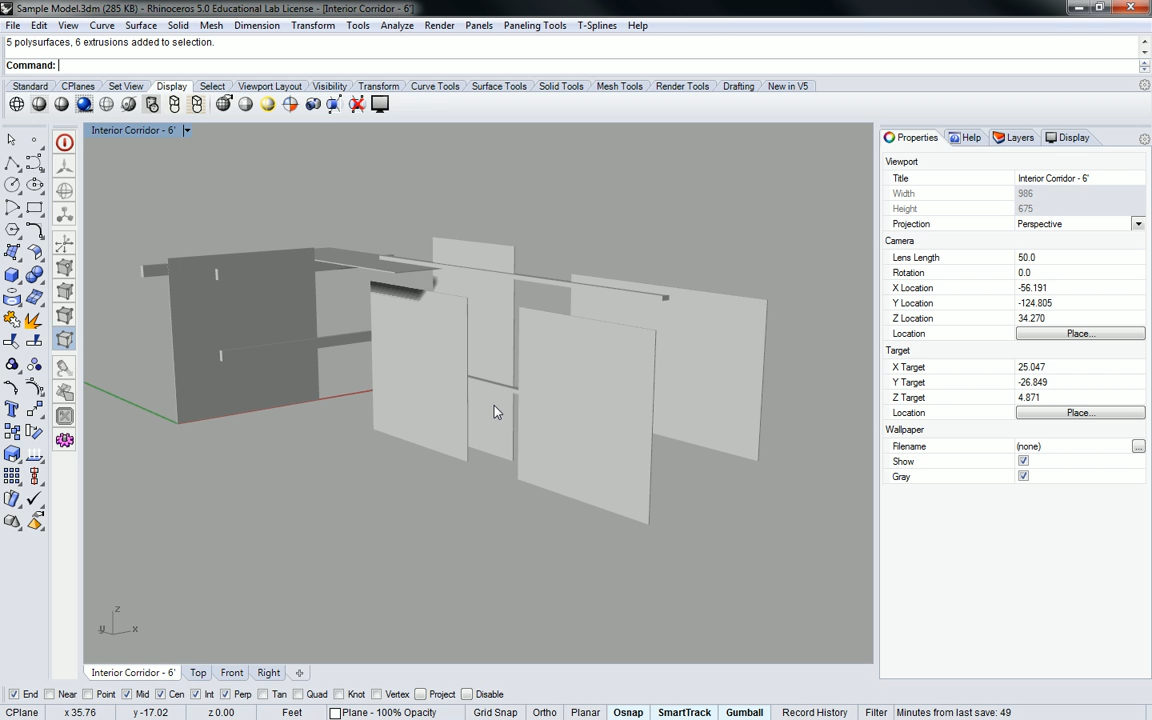 Sample Model.3dm (285 KB) - Rhinoceros 5.0 Educational Lab License - [Interior Corridor - 6']
File Edit View Curve Surface Solid Mesh Dimension Transform Tools Analyze Render Panels Paneling Tools T-Splines Help
5 polysurfaces, 6 extrusions added to selection.
Command:
Standard CPlanes Set View Display Select Viewport Layout Visibility Transform Curve Tools Surface Tools Solid Tools Mesh Tools Render Tools Drafting New in V5
Interior Corridor - 6'
Properties Help Layers Display
Viewport
Title Interior Corridor - 6'
Width 986
Height 675
Projection Perspective
Camera
Lens Length 50.0
Rotation 0.0
X Location -56.191
Y Location -124.805
Z Location 34.270
Location Place...
Target
X Target 25.047
Y Target -26.849
Z Target 4.871
Location Place...
Wallpaper
Filename (none) ...
Show
Gray
z
y x
Interior Corridor - 6' Top Front Right
End Near Point Mid Cen Int Perp Tan Quad Knot Vertex Project Disable
CPlane x 35.76 y -17.02 z 0.00 Feet Plane - 100% Opacity Grid Snap Ortho Planar Osnap SmartTrack Gumball Record History Filter Minutes from last save: 49